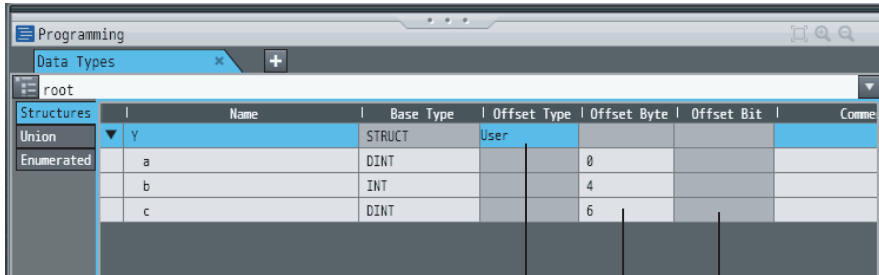 Programming
Data Types × +
root
Structures Name Base Type Offset Type Offset Byte Offset Bit Comme
Union ▼ Y STRUCT User
Enumerated a DINT 0
b INT 4
c DINT 6